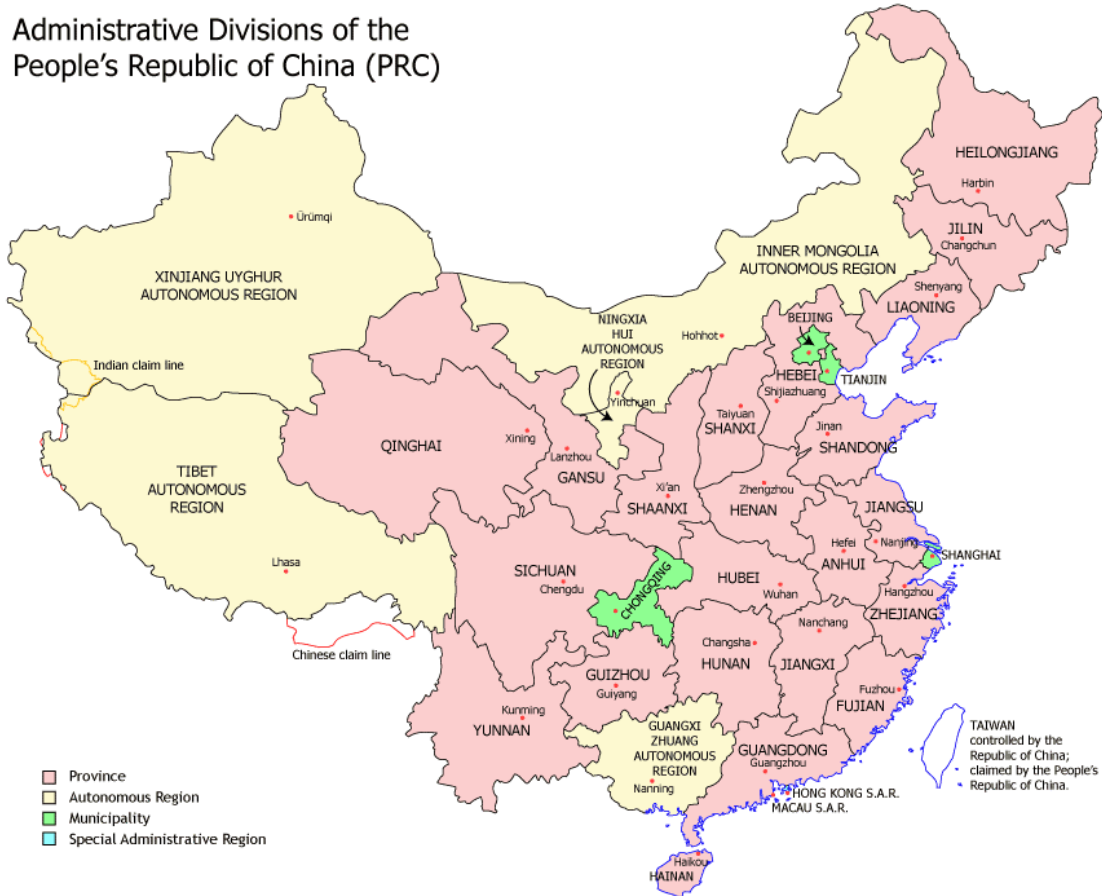 Administrative Divisions of the
People's Republic of China (PRC)
HEILONGJIANG
Harbin
JILIN
Changchun
Ürümqi
INNER MONGOLIA
AUTONOMOUS REGION
XINJIANG UYGHUR
AUTONOMOUS REGION
Shenyang
LIAONING
NINGXIA
HUI
AUTONOMOUS
REGION
BEIJING
Hohhot
Indian claim line
HEBEI
TIANJIN
Shijiazhuang
Yinchuan
Taiyuan
SHANXI
Jinan
SHANDONG
QINGHAI
Xining
Lanzhou
GANSU
TIBET
AUTONOMOUS
REGION
Xi'an
SHAANXI
Zhengzhou
HENAN
JIANGSU
Hefei
ANHUI
Nanjing
SHANGHAI
Lhasa
SICHUAN
Chengdu
CHONGQING
HUBEI
Wuhan
Hangzhou
ZHEJIANG
Nanchang
JIANGXI
Changsha
HUNAN
Chinese claim line
GUIZHOU
Guiyang
Fuzhou
FUJIAN
Kunming
YUNNAN
GUANGXI
ZHUANG
AUTONOMOUS
REGION
Nanning
GUANGDONG
Guangzhou
TAIWAN
controlled by the
Republic of China;
claimed by the People's
Republic of China.
HONG KONG S.A.R.
MACAU S.A.R.
Haikou
HAINAN
Province
Autonomous Region
Municipality
Special Administrative Region